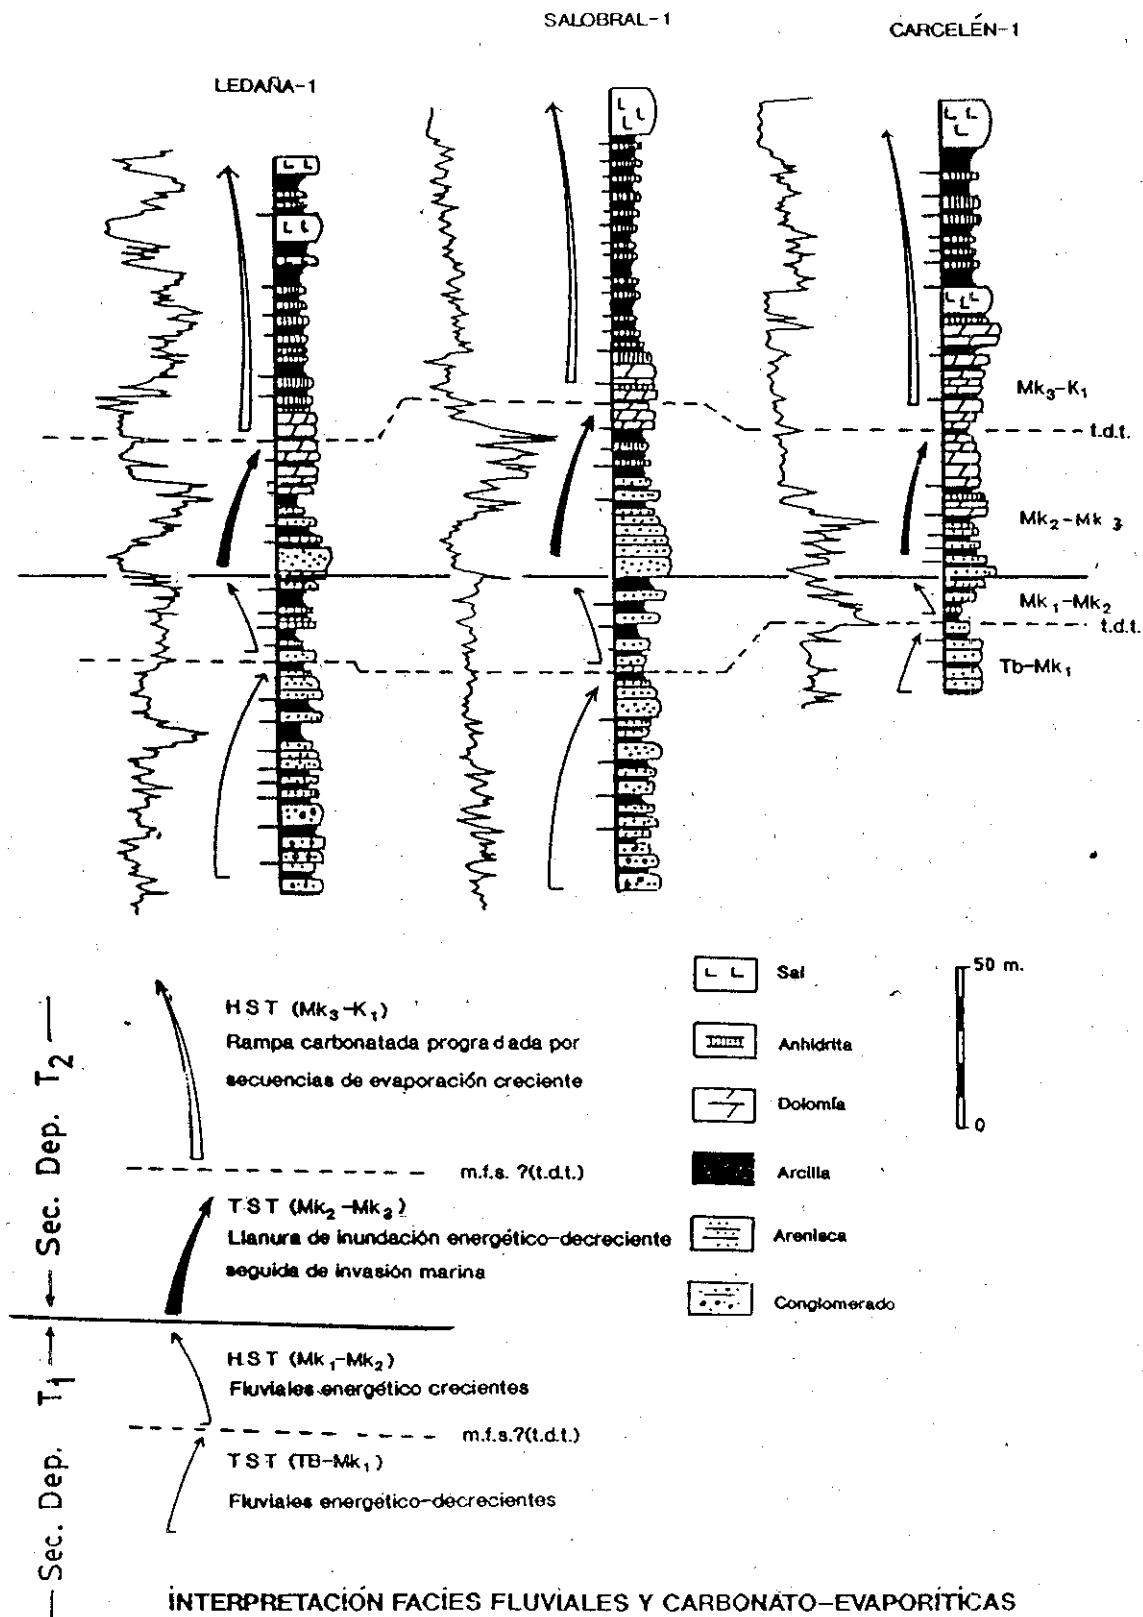 SALOBRAL-1
CARCELÉN-1
LEDAÑA-1
Mk₃-K₁
t.d.t.
Mk₂-Mk₃
Mk₁-Mk₂
t.d.t.
Tb-Mk₁
Sal
Anhidrita
Dolomía
Arcilla
Arenisca
Conglomerado
50 m.
0
HST (Mk₃-K₁)
Rampa carbonatada progradada por
secuencias de evaporación creciente
m.f.s. ?(t.d.t.)
TST (Mk₂-Mk₃)
Llanura de inundación energético-decreciente
seguida de invasión marina
HST (Mk₁-Mk₂)
Fluviales energético crecientes
m.f.s.?(t.d.t.)
TST (TB-Mk₁)
Fluviales energético-decrecientes
Sec. Dep. T₂
Sec. Dep. T₁
INTERPRETACIÓN FACIES FLUVIALES Y CARBONATO-EVAPORÍTICAS